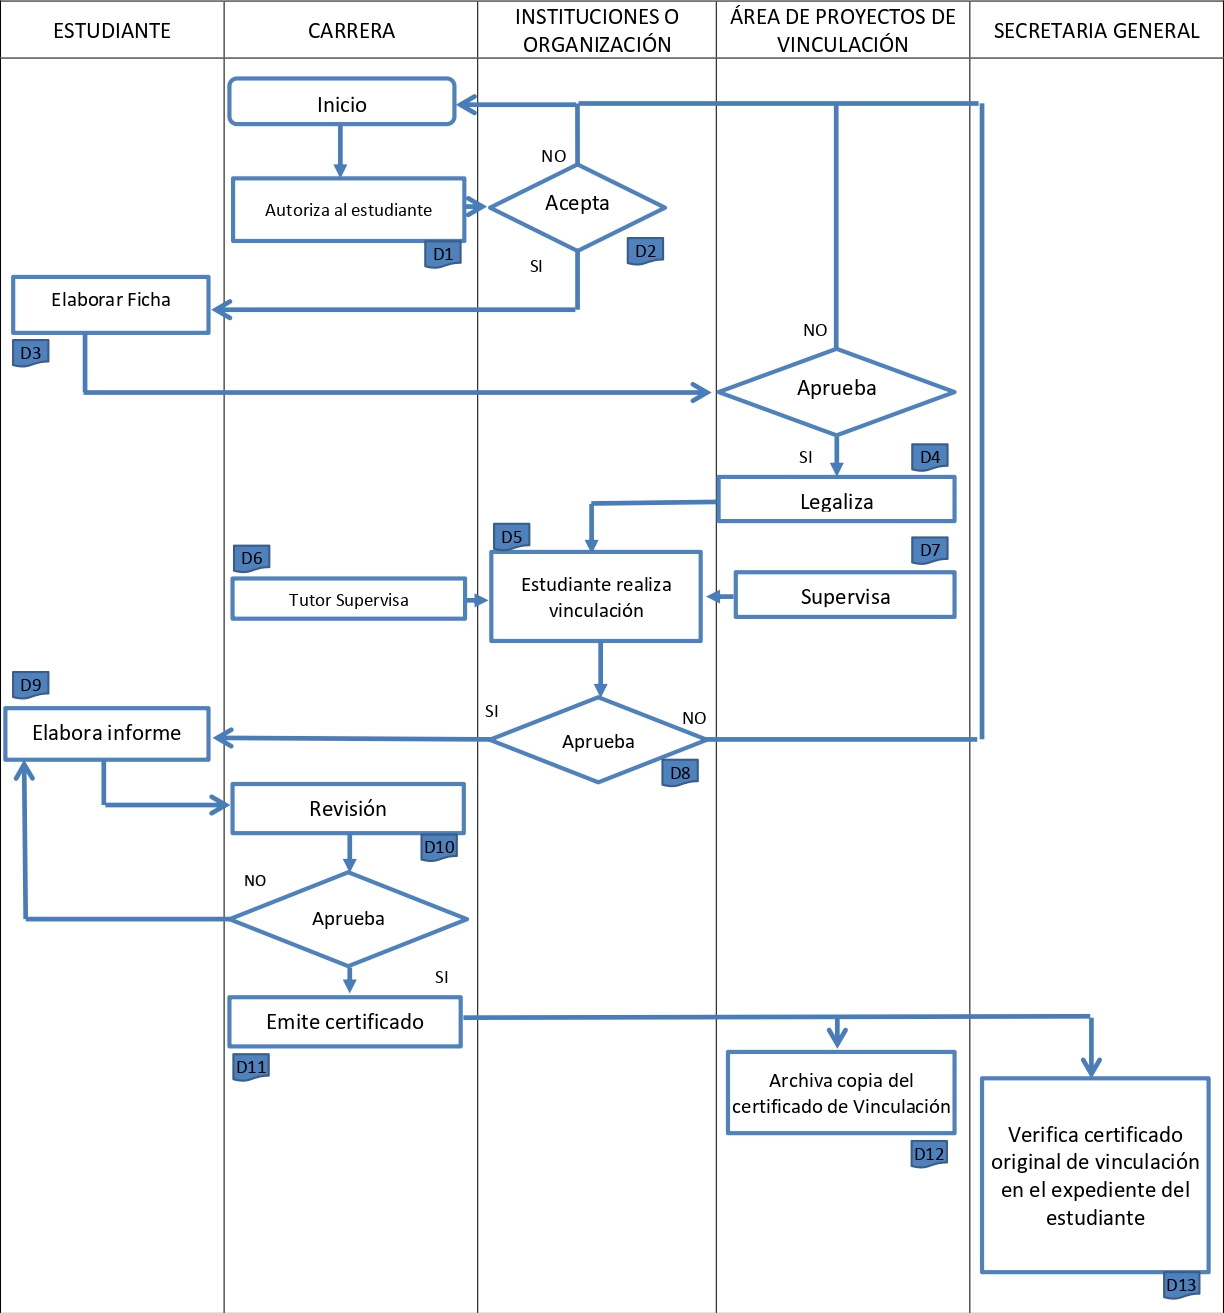 ESTUDIANTE
CARRERA
INSTITUCIONES O
ORGANIZACIÓN
ÁREA DE PROYECTOS DE
VINCULACIÓN
SECRETARIA GENERAL
Inicio
NO
Autoriza al estudiante
Acepta
D1
D2
SI
Elaborar Ficha
D3
NO
Aprueba
SI
D4
Legaliza
D5
D6
D7
Tutor Supervisa
Estudiante realiza
vinculación
Supervisa
D9
SI
NO
Elabora informe
Aprueba
D8
Revisión
D10
NO
Aprueba
SI
Emite certificado
D11
Archiva copia del
certificado de Vinculación
D12
Verifica certificado
original de vinculación
en el expediente del
estudiante
D13